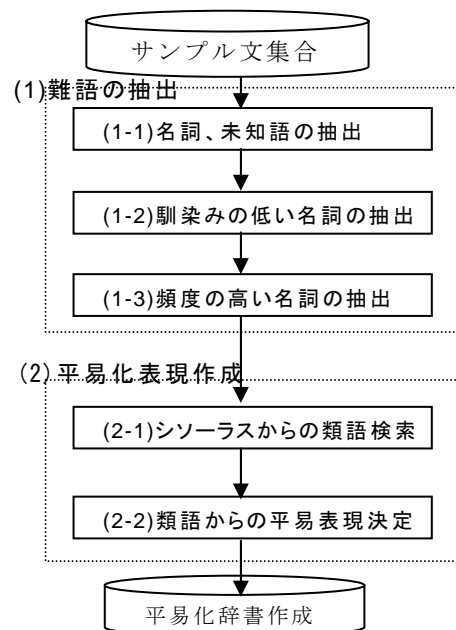 サンプル文集合
(1)難語の抽出
(1-1)名詞、未知語の抽出
(1-2)馴染みの低い名詞の抽出
(1-3)頻度の高い名詞の抽出
(2)平易化表現作成
(2-1)シソーラスからの類語検索
(2-2)類語からの平易表現決定
平易化辞書作成